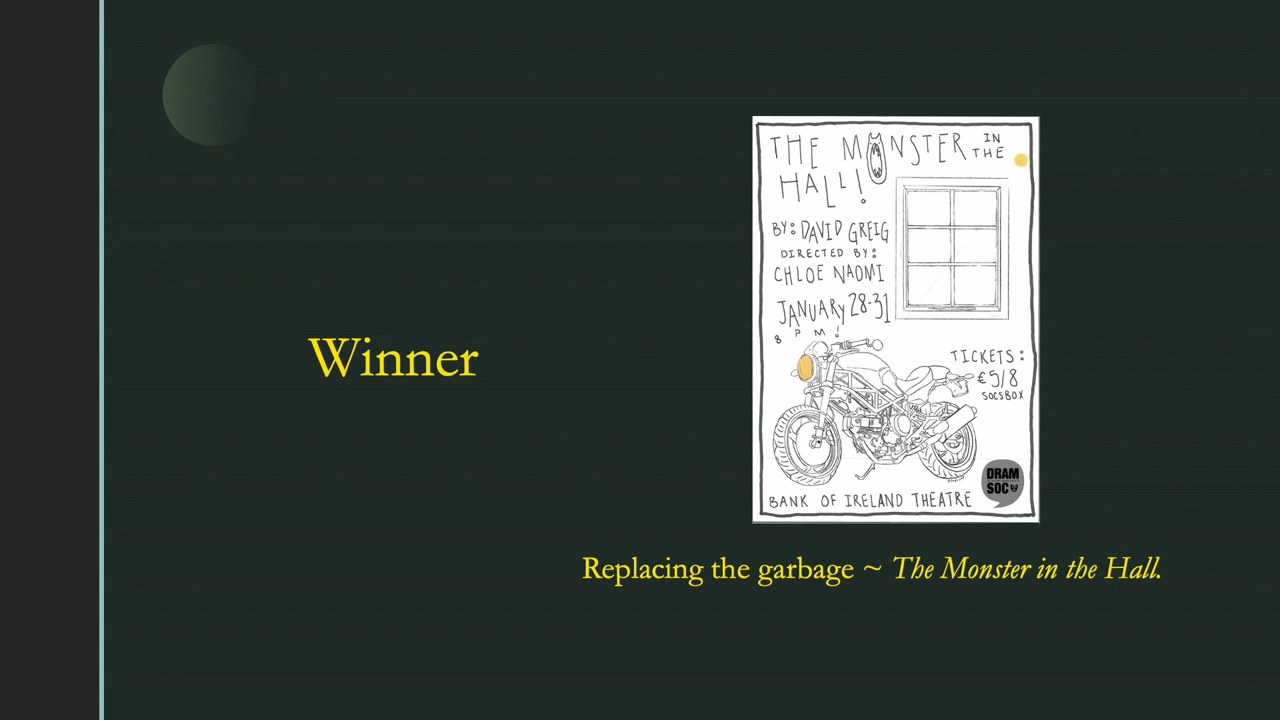 Winner
THE MONSTER IN THE
HALL!
BY: DAVID GREIG
DIRECTED BY:
CHLOE NAOMI
JANUARY 28-31
8 PM!
TICKETS:
€5/8
SOCSBOX
DRAM
SOC
BANK OF IRELAND THEATRE
Replacing the garbage ~ The Monster in the Hall.